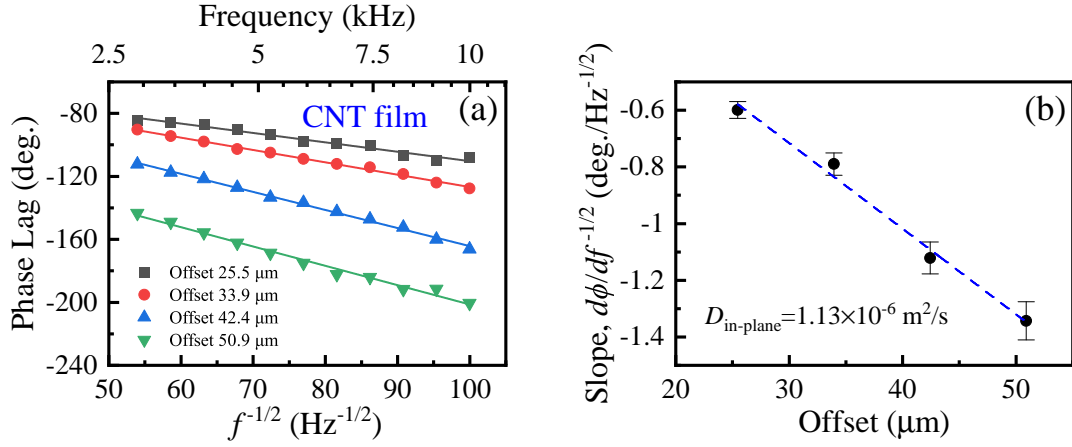 Frequency (kHz)
2.5 5 7.5 10
(a)
CNT film
-80
-120
-160
-200
-240
Phase Lag (deg.)
Offset 25.5 μm
Offset 33.9 μm
Offset 42.4 μm
Offset 50.9 μm
50 60 70 80 90 100
f^-1/2 (Hz^-1/2)
(b)
-0.6
-0.8
-1
-1.2
-1.4
Slope, dϕ/df^-1/2 (deg./Hz^-1/2)
D_in-plane=1.13×10^-6 m^2/s
20 30 40 50
Offset (μm)